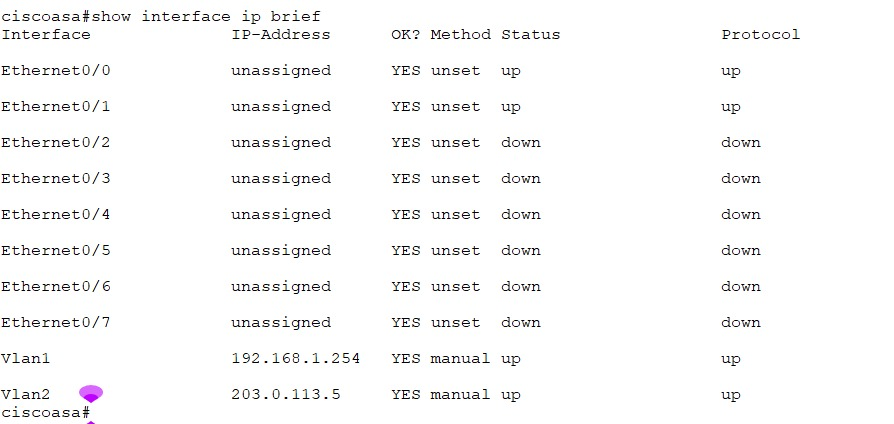 ciscoasa#show interface ip brief
Interface IP-Address OK? Method Status Protocol
Ethernet0/0 unassigned YES unset up up
Ethernet0/1 unassigned YES unset up up
Ethernet0/2 unassigned YES unset down down
Ethernet0/3 unassigned YES unset down down
Ethernet0/4 unassigned YES unset down down
Ethernet0/5 unassigned YES unset down down
Ethernet0/6 unassigned YES unset down down
Ethernet0/7 unassigned YES unset down down
Vlan1 192.168.1.254 YES manual up up
Vlan2 203.0.113.5 YES manual up up
ciscoasa#